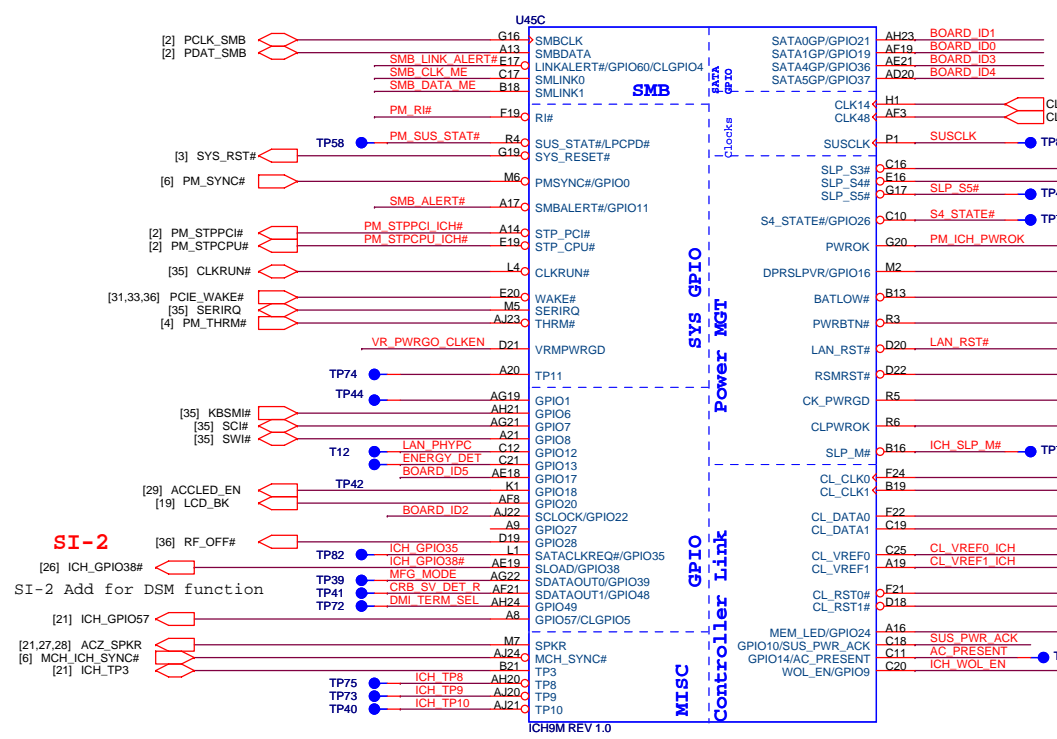 U45C
[2] PCLK_SMB G16 SMBCLK
[2] PDAT_SMB A13 SMBDATA
SMB_LINK_ALERT# E17 LINKALERT#/GPIO60/CLGPIO4
SMB_CLK_ME C17 SMLINK0
SMB_DATA_ME B18 SMLINK1
SMB
PM_RI# F19 RI#
TP58 PM_SUS_STAT# R4 SUS_STAT#/LPCPD#
[3] SYS_RST# G19 SYS_RESET#
[6] PM_SYNC# M6 PMSYNC#/GPIO0
SMB_ALERT# A17 SMBALERT#/GPIO11
[2] PM_STPPCI# PM_STPPCI_ICH# A14 STP_PCI#
[2] PM_STPCPU# PM_STPCPU_ICH# E19 STP_CPU#
[35] CLKRUN# L4 CLKRUN#
[31,33,36] PCIE_WAKE# E20 WAKE#
[35] SERIRQ M5 SERIRQ
[4] PM_THRM# AJ23 THRM#
VR_PWRGO_CLKEN D21 VRMPWRGD
TP74 A20 TP11
SYS GPIO
TP44 AG19 GPIO1
[35] KBSMI# AH21 GPIO6
[35] SCI# AG21 GPIO7
[35] SWI# A21 GPIO8
T12 LAN_PHYPC C12 GPIO12
ENERGY_DET C21 GPIO13
TP42 BOARD_ID5 AE18 GPIO17
[29] ACCLED_EN K1 GPIO18
[19] LCD_BK AF8 GPIO20
BOARD_ID2 AJ22 SCLOCK/GPIO22
A9 GPIO27
[36] RF_OFF# D19 GPIO28
SI-2
TP82 ICH_GPIO35 L1 SATACLKREQ#/GPIO35
[26] ICH_GPIO38# ICH_GPIO38# AE19 SLOAD/GPIO38
SI-2 Add for DSM function
TP39 MFG_MODE AG22 SDATAOUT0/GPIO39
TP41 CRB_SV_DET_R AF21 SDATAOUT1/GPIO48
TP72 DMI_TERM_SEL AH24 GPIO49
[21] ICH_GPIO57 A8 GPIO57/CLGPIO5
GPIO
[21,27,28] ACZ_SPKR M7 SPKR
[6] MCH_ICH_SYNC# AJ24 MCH_SYNC#
[21] ICH_TP3 B21 TP3
TP75 ICH_TP8 AH20 TP8
TP73 ICH_TP9 AJ20 TP9
TP40 ICH_TP10 AJ21 TP10
MISC
SATA0GP/GPIO21 AH23 BOARD_ID1
SATA1GP/GPIO19 AF19 BOARD_ID0
SATA4GP/GPIO36 AE21 BOARD_ID3
SATA5GP/GPIO37 AD20 BOARD_ID4
SATA
GPIO
CLK14 H1 CL
CLK48 AF3 CL
SUSCLK P1 SUSCLK TP8
Clocks
SLP_S3# C16
SLP_S4# E16
SLP_S5# G17 SLP_S5# TP4
S4_STATE#/GPIO26 C10 S4_STATE# TP7
PWROK G20 PM_ICH_PWROK
DPRSLPVR/GPIO16 M2
BATLOW# B13
PWRBTN# R3
LAN_RST# D20 LAN_RST#
RSMRST# D22
CK_PWRGD R5
CLPWROK R6
SLP_M# B16 ICH_SLP_M# TP7
Power MGT
CL_CLK0 F24
CL_CLK1 B19
CL_DATA0 F22
CL_DATA1 C19
CL_VREF0 C25 CL_VREF0_ICH
CL_VREF1 A19 CL_VREF1_ICH
CL_RST0# F21
CL_RST1# D18
MEM_LED/GPIO24 A16
GPIO10/SUS_PWR_ACK C18 SUS_PWR_ACK
GPIO14/AC_PRESENT C11 AC_PRESENT T
WOL_EN/GPIO9 C20 ICH_WOL_EN
Controller Link
ICH9M REV 1.0